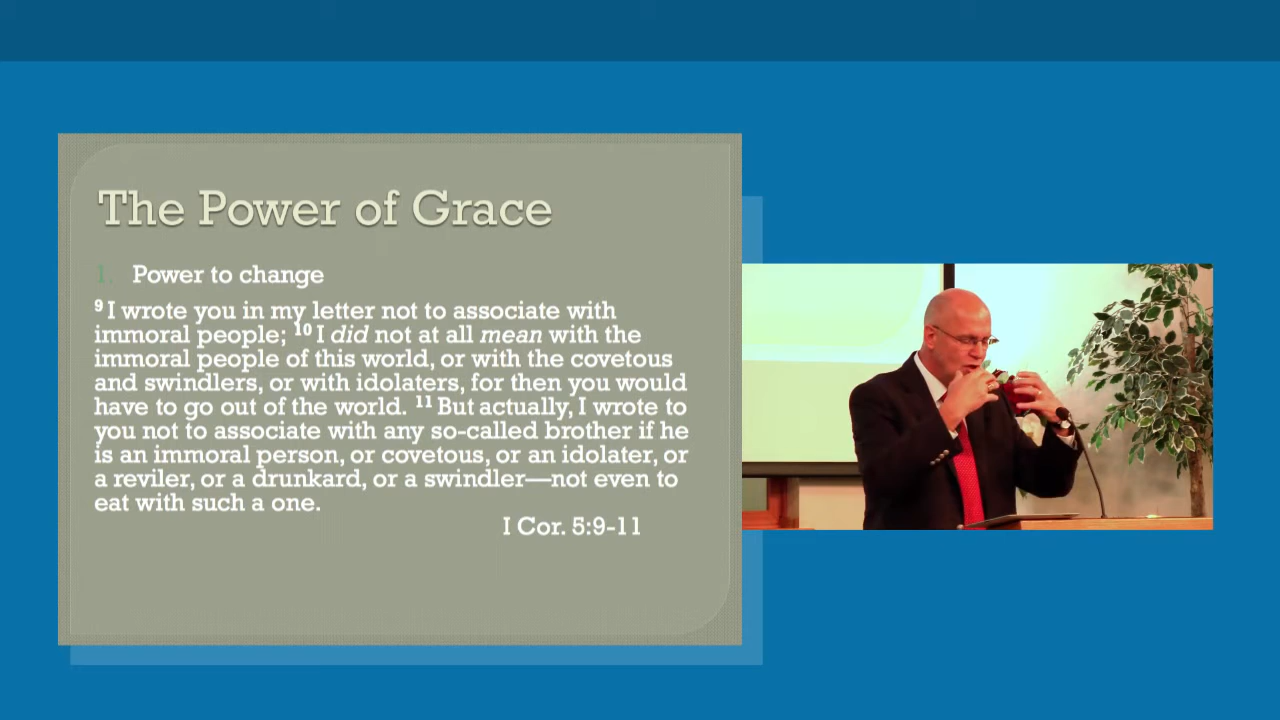 The Power of Grace
1. Power to change
9 I wrote you in my letter not to associate with
immoral people; 10 I did not at all mean with the
immoral people of this world, or with the covetous
and swindlers, or with idolaters, for then you would
have to go out of the world. 11 But actually, I wrote to
you not to associate with any so-called brother if he
is an immoral person, or covetous, or an idolater, or
a reviler, or a drunkard, or a swindler—not even to
eat with such a one.
I Cor. 5:9-11